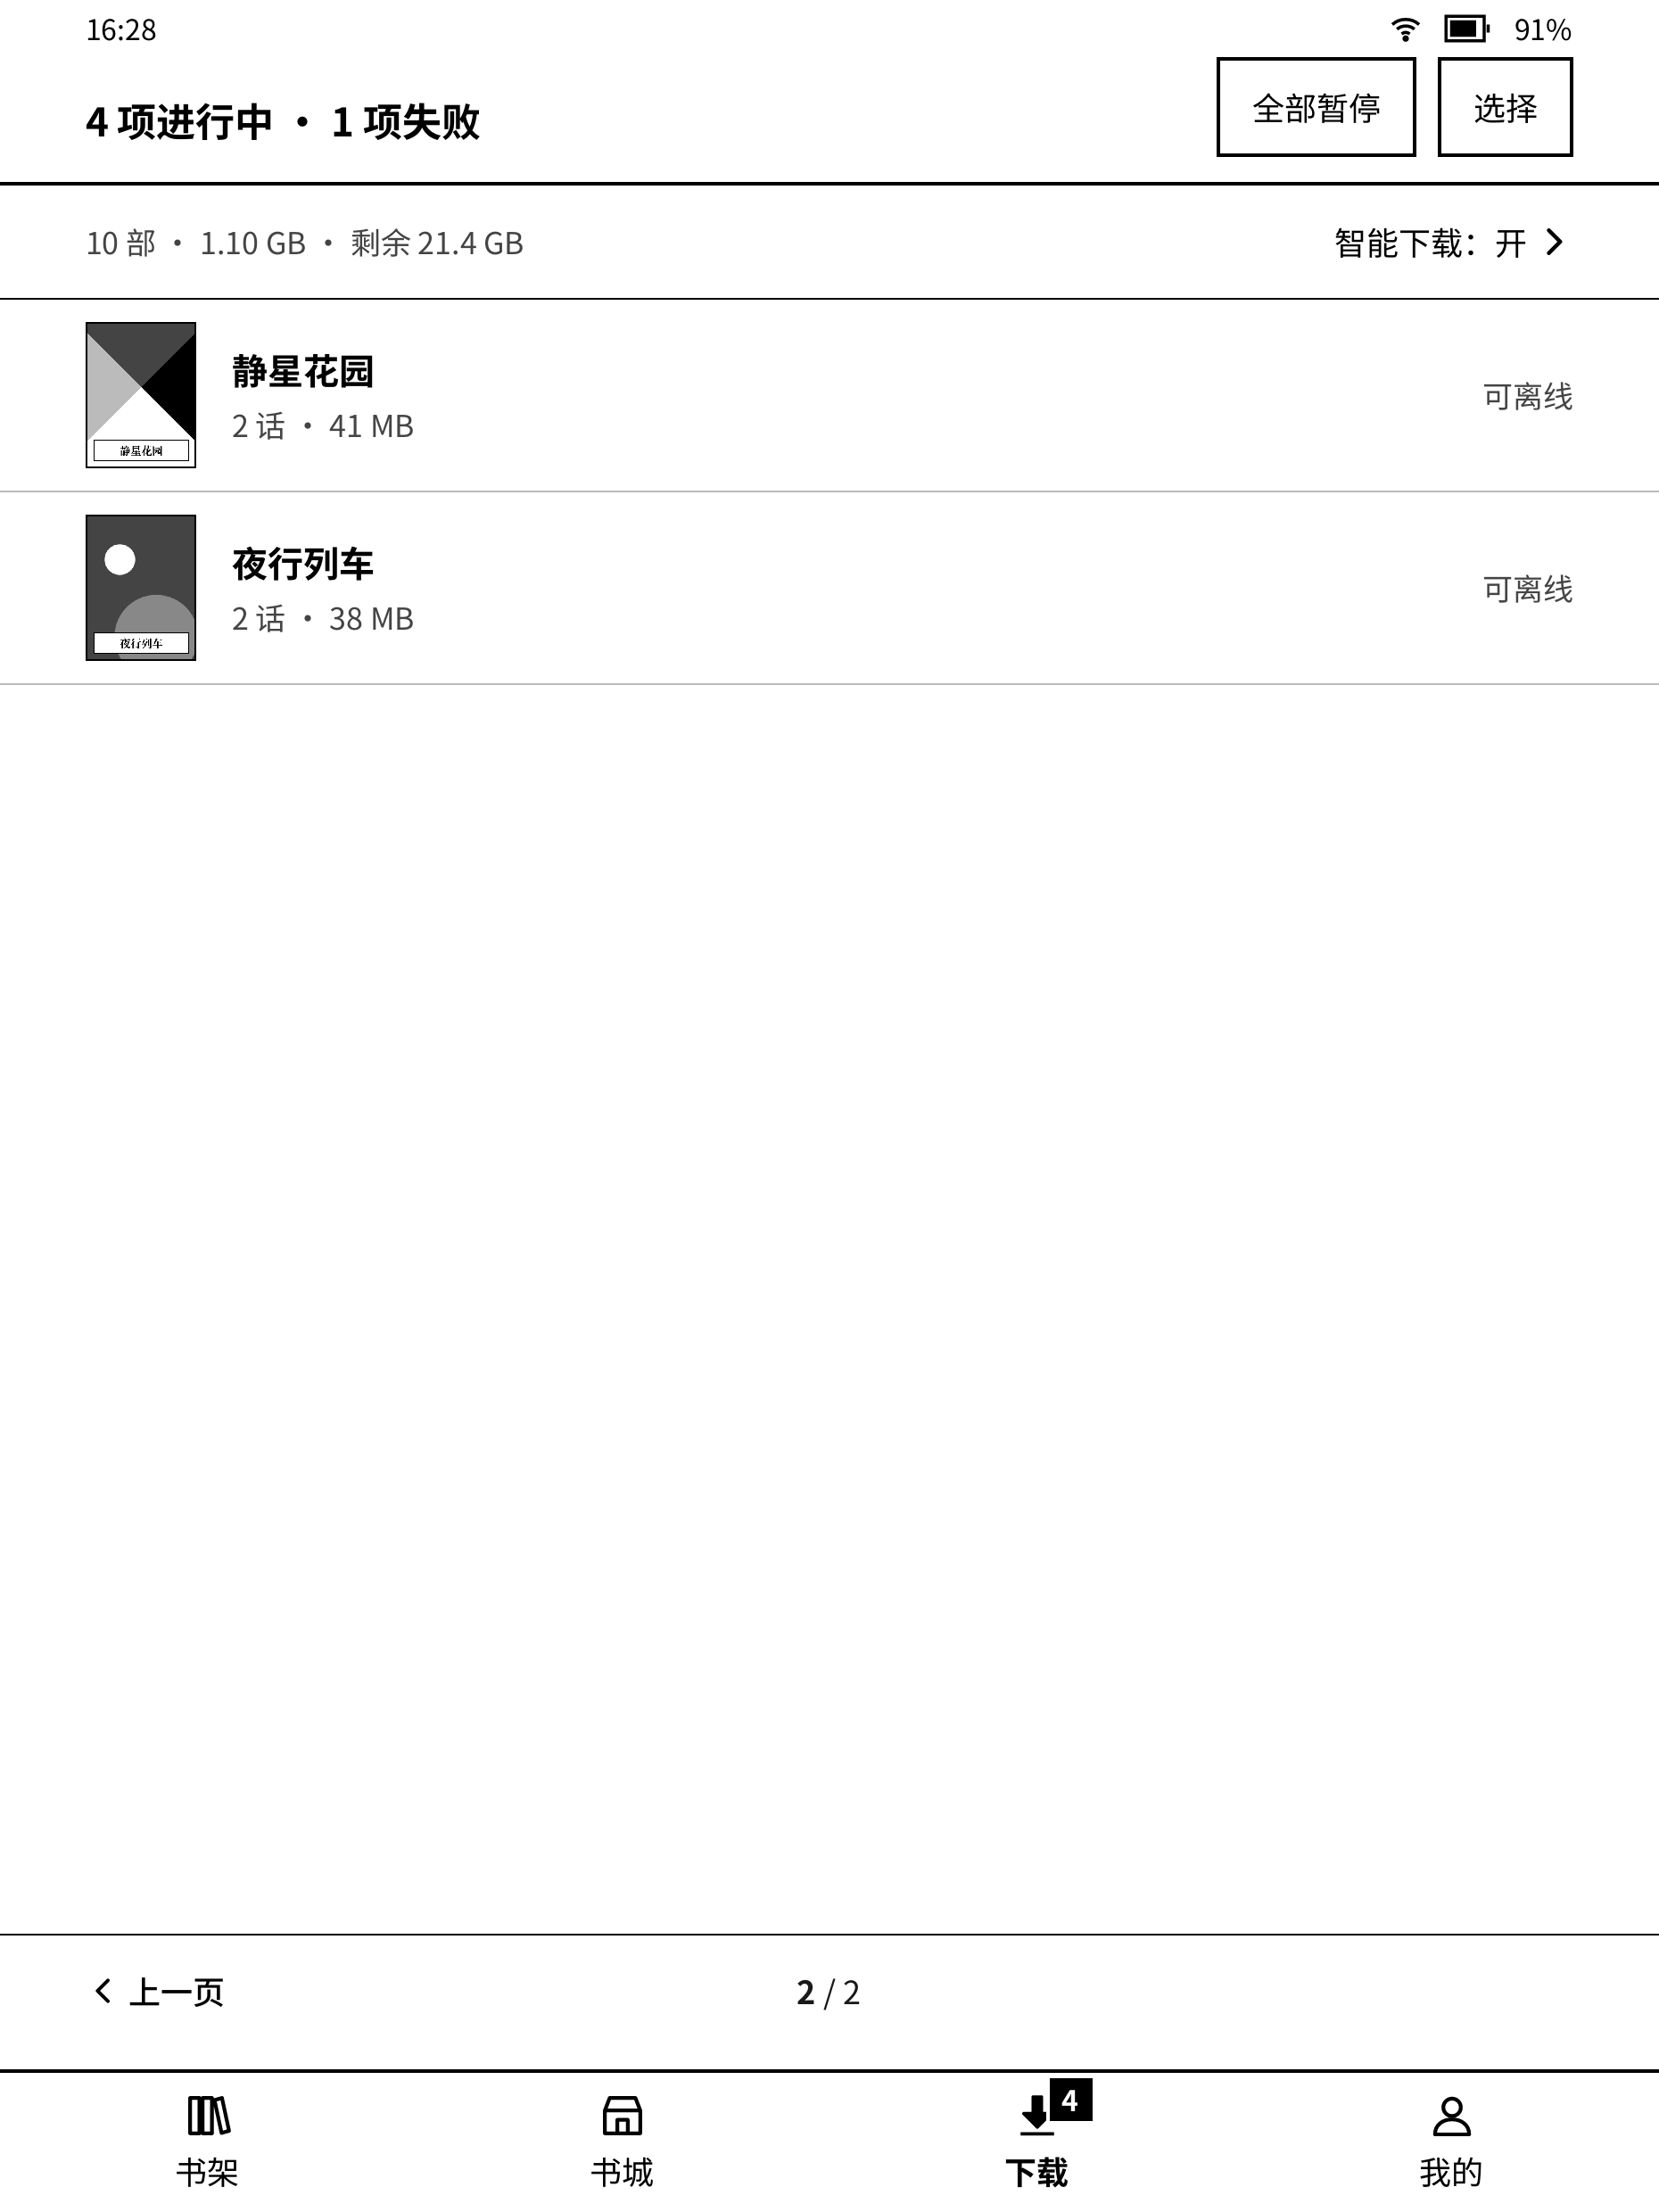 16:28
91%
4 项进行中 · 1 项失败
全部暂停
选择
10 部 · 1.10 GB · 剩余 21.4 GB
智能下载：开
静星花园
静星花园
2 话 · 41 MB
可离线
夜行列车
夜行列车
2 话 · 38 MB
可离线
上一页
2 / 2
4
书架
书城
下载
我的